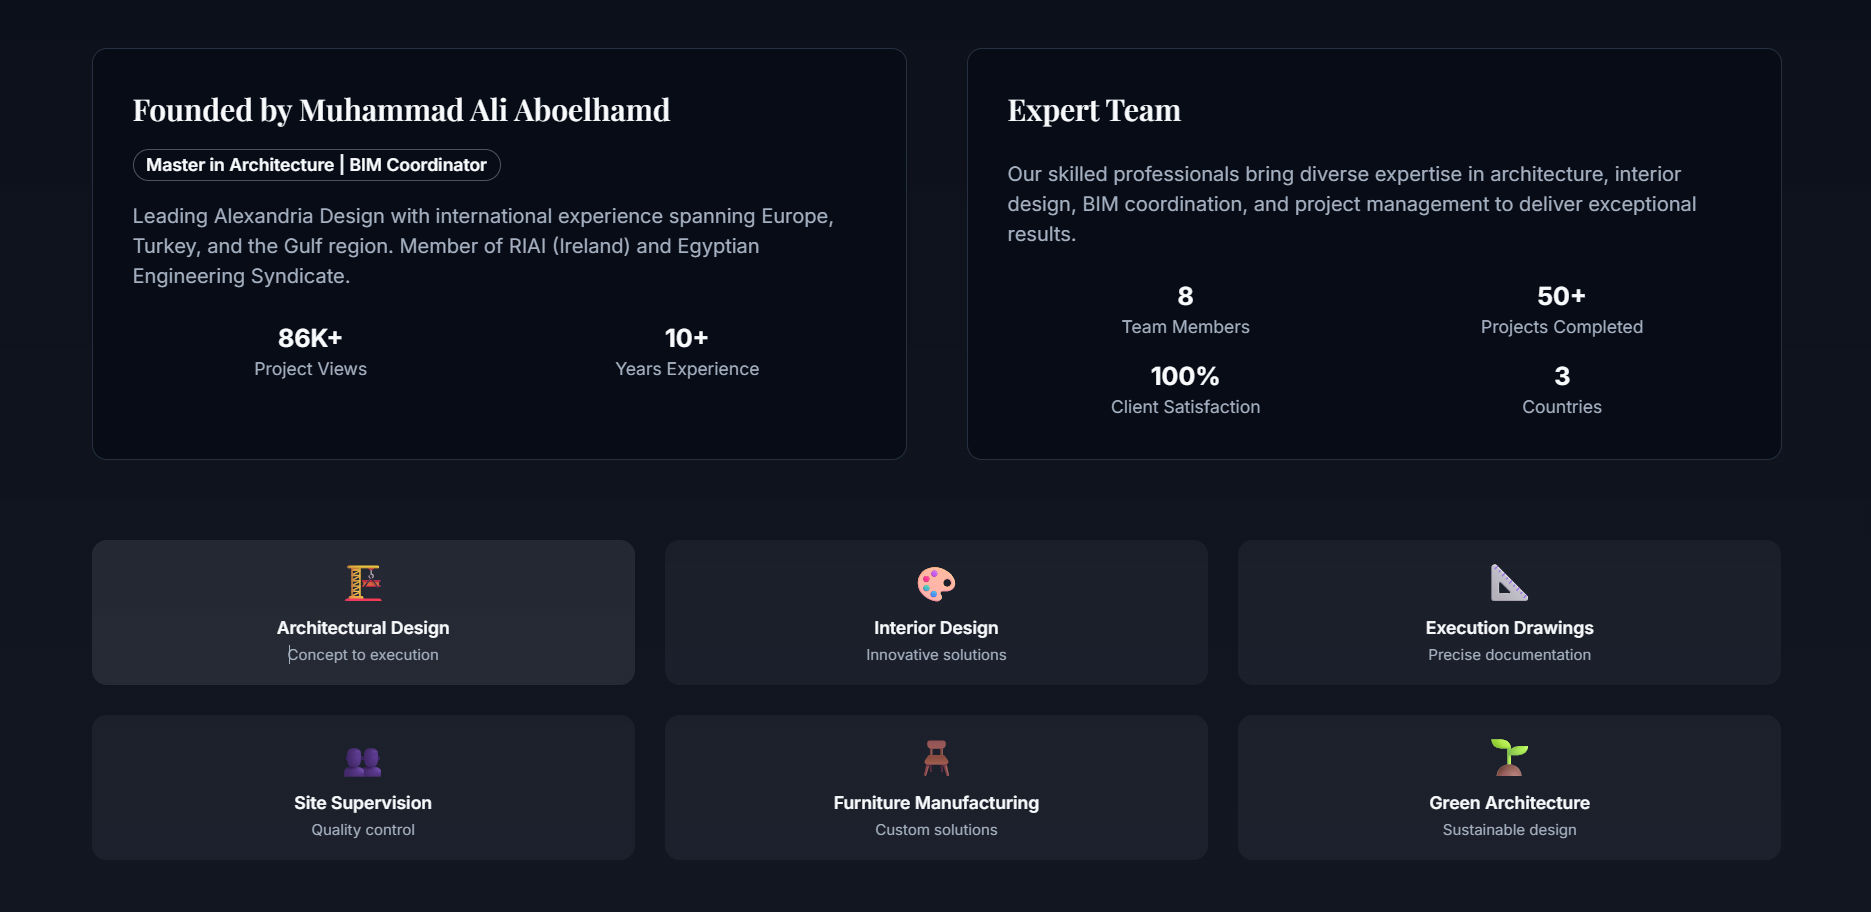 Founded by Muhammad Ali Aboelhamd
Master in Architecture | BIM Coordinator
Leading Alexandria Design with international experience spanning Europe,
Turkey, and the Gulf region. Member of RIAI (Ireland) and Egyptian
Engineering Syndicate.
86K+
Project Views
10+
Years Experience
Expert Team
Our skilled professionals bring diverse expertise in architecture, interior
design, BIM coordination, and project management to deliver exceptional
results.
8
Team Members
50+
Projects Completed
100%
Client Satisfaction
3
Countries
Architectural Design
Concept to execution
Interior Design
Innovative solutions
Execution Drawings
Precise documentation
Site Supervision
Quality control
Furniture Manufacturing
Custom solutions
Green Architecture
Sustainable design